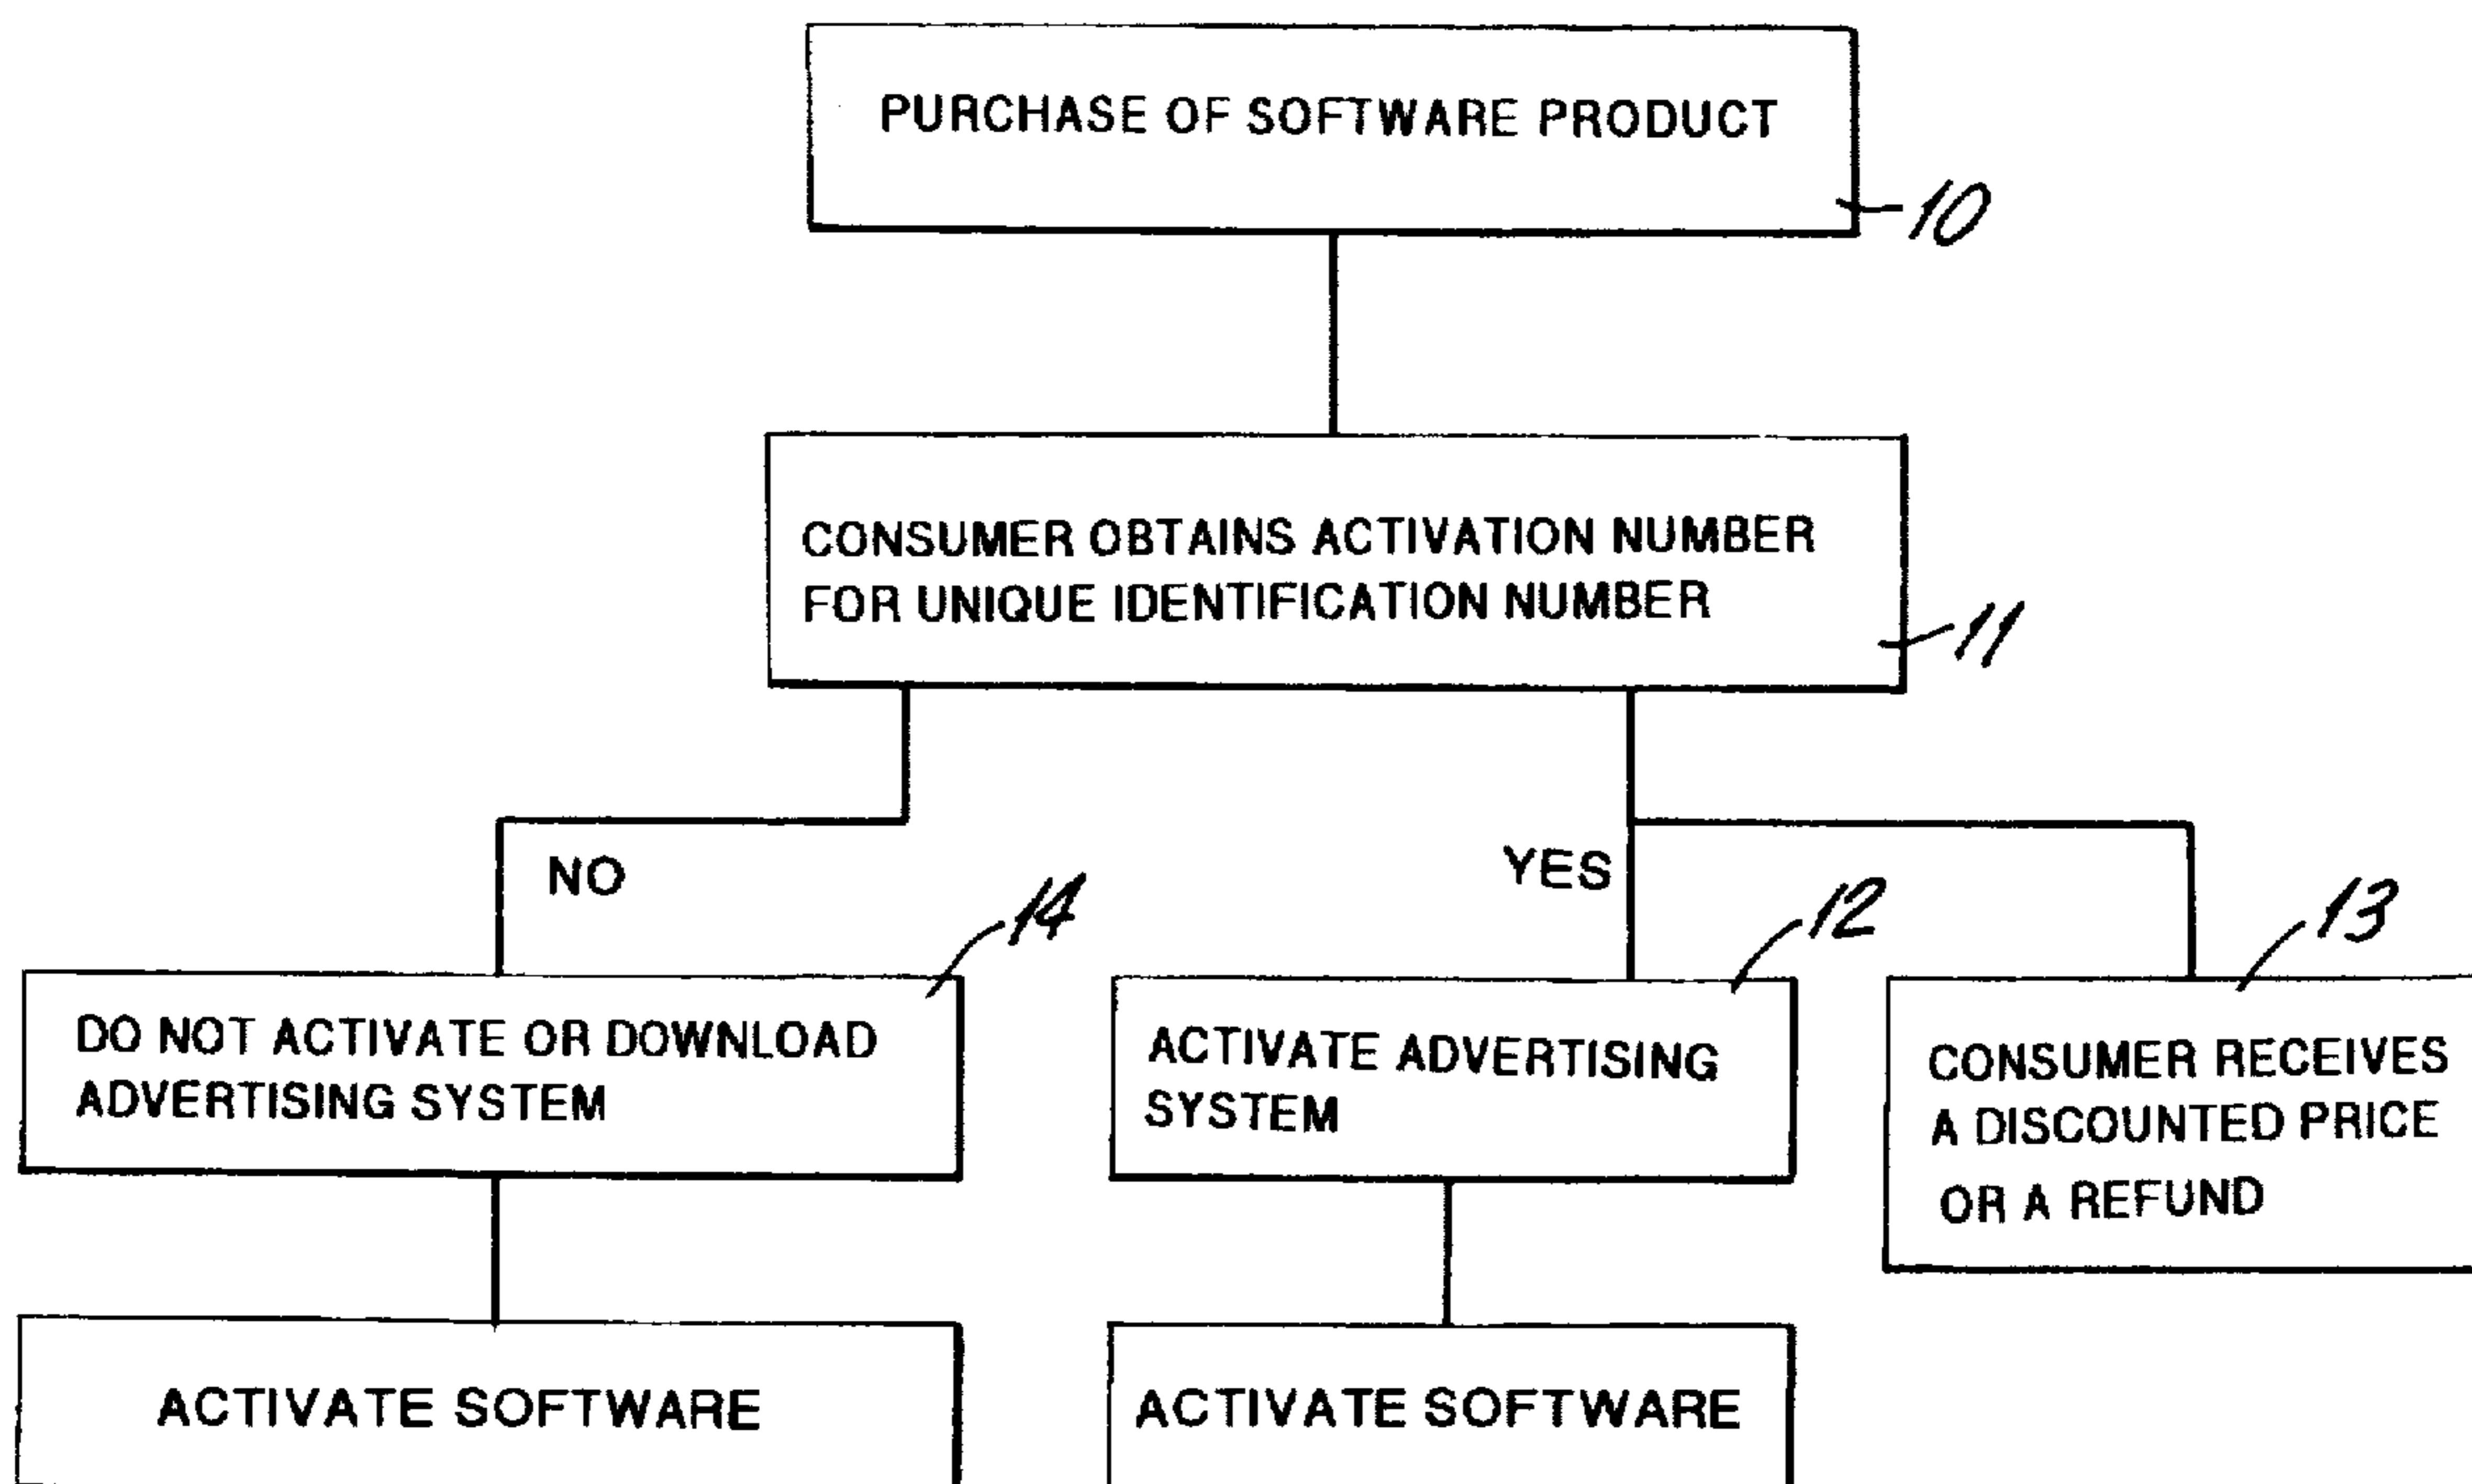 PURCHASE OF SOFTWARE PRODUCT
10
CONSUMER OBTAINS ACTIVATION NUMBER
FOR UNIQUE IDENTIFICATION NUMBER
11
NO
YES
14
12
13
DO NOT ACTIVATE OR DOWNLOAD
ADVERTISING SYSTEM
ACTIVATE ADVERTISING
SYSTEM
CONSUMER RECEIVES
A DISCOUNTED PRICE
OR A REFUND
ACTIVATE SOFTWARE
ACTIVATE SOFTWARE